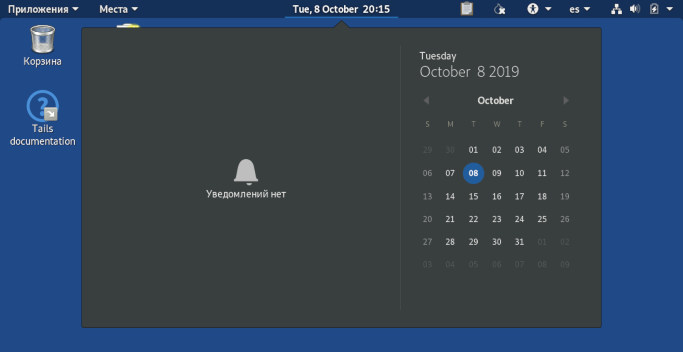 Приложения Места Tue, 8 October 20:15 es
Корзина
Tails
documentation
Уведомлений нет
Tuesday
October 8 2019
October
S M T W T F S
29 30 01 02 03 04 05
06 07 08 09 10 11 12
13 14 15 16 17 18 19
20 21 22 23 24 25 26
27 28 29 30 31 01 02
03 04 05 06 07 08 09